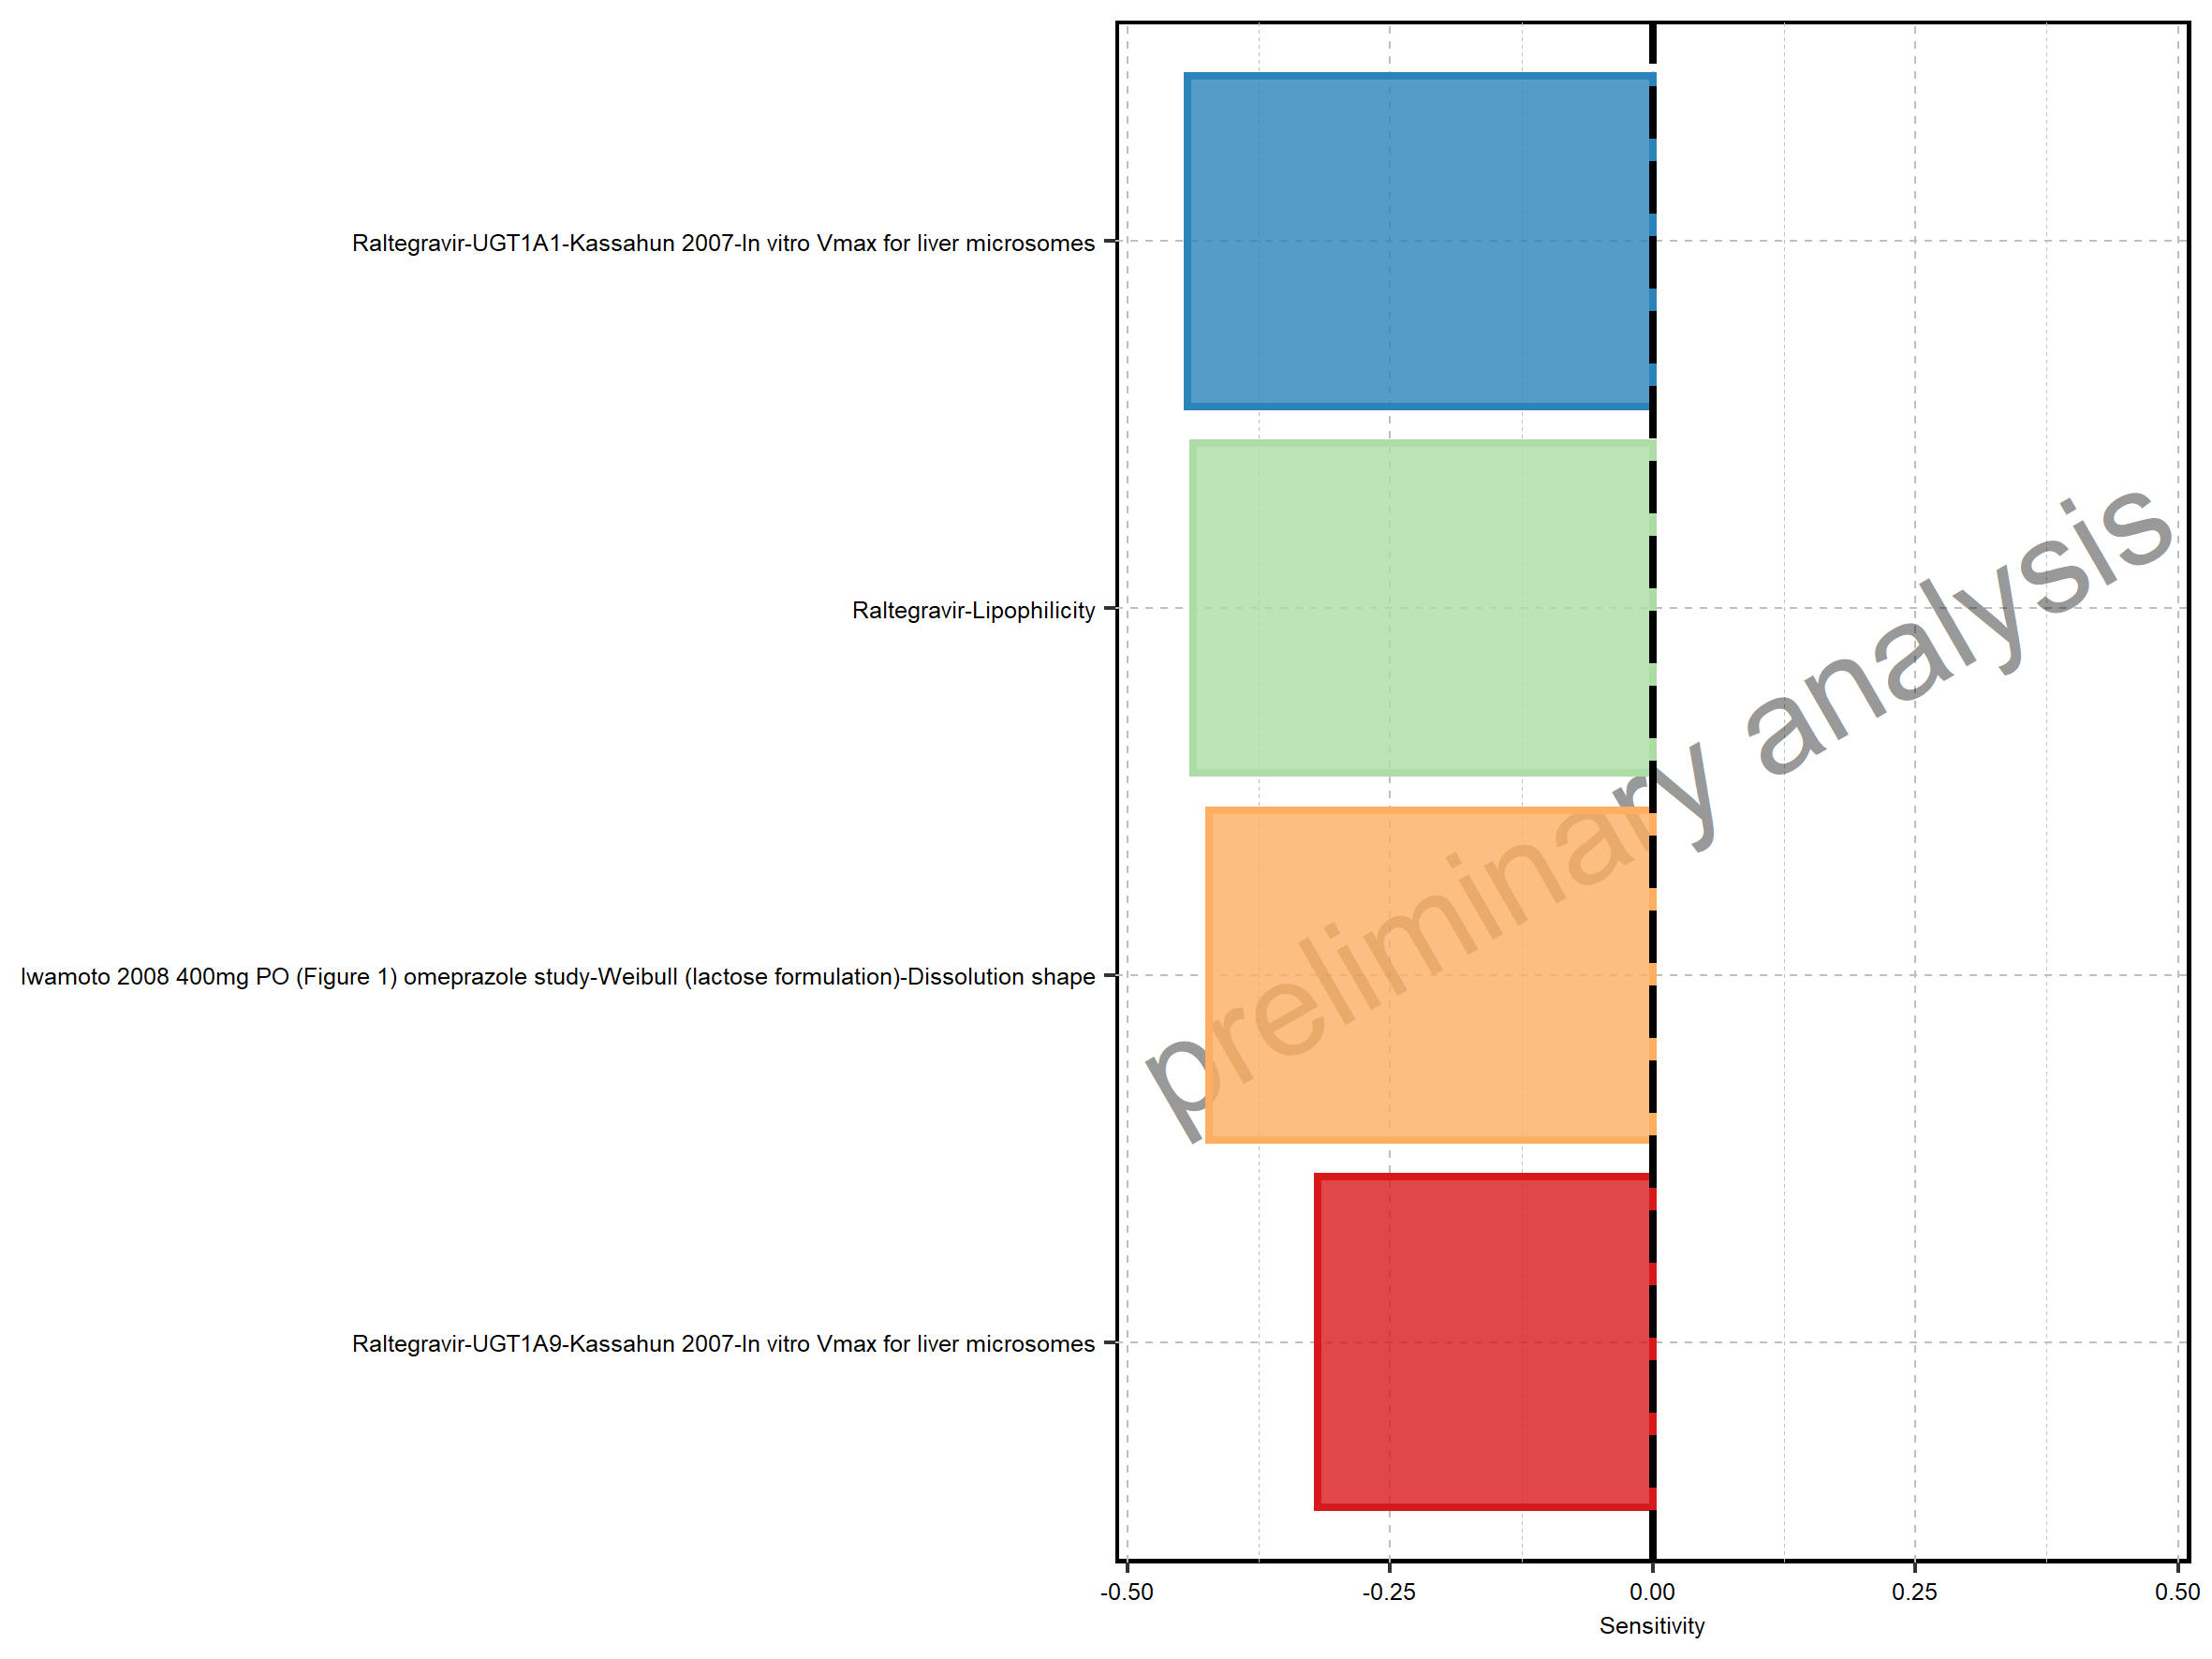 Raltegravir-UGT1A1-Kassahun 2007-In vitro Vmax for liver microsomes
Raltegravir-Lipophilicity
Iwamoto 2008 400mg PO (Figure 1) omeprazole study-Weibull (lactose formulation)-Dissolution shape
Raltegravir-UGT1A9-Kassahun 2007-In vitro Vmax for liver microsomes
preliminary analysis
-0.50 -0.25 0.00 0.25 0.50
Sensitivity